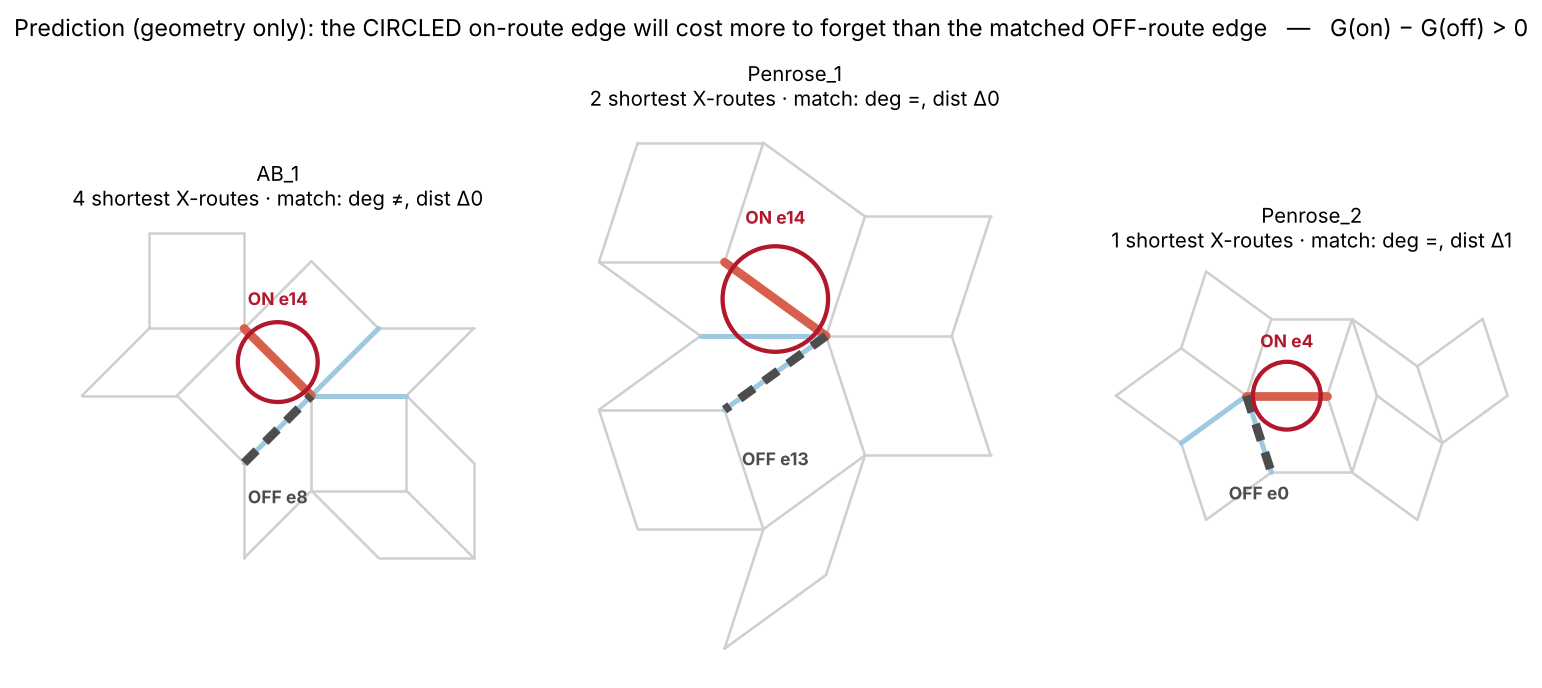 Prediction (geometry only): the CIRCLED on-route edge will cost more to forget than the matched OFF-route edge — G(on) − G(off) > 0
AB_1
4 shortest X-routes · match: deg ≠, dist Δ0
ON e14
OFF e8
Penrose_1
2 shortest X-routes · match: deg =, dist Δ0
ON e14
OFF e13
Penrose_2
1 shortest X-routes · match: deg =, dist Δ1
ON e4
OFF e0